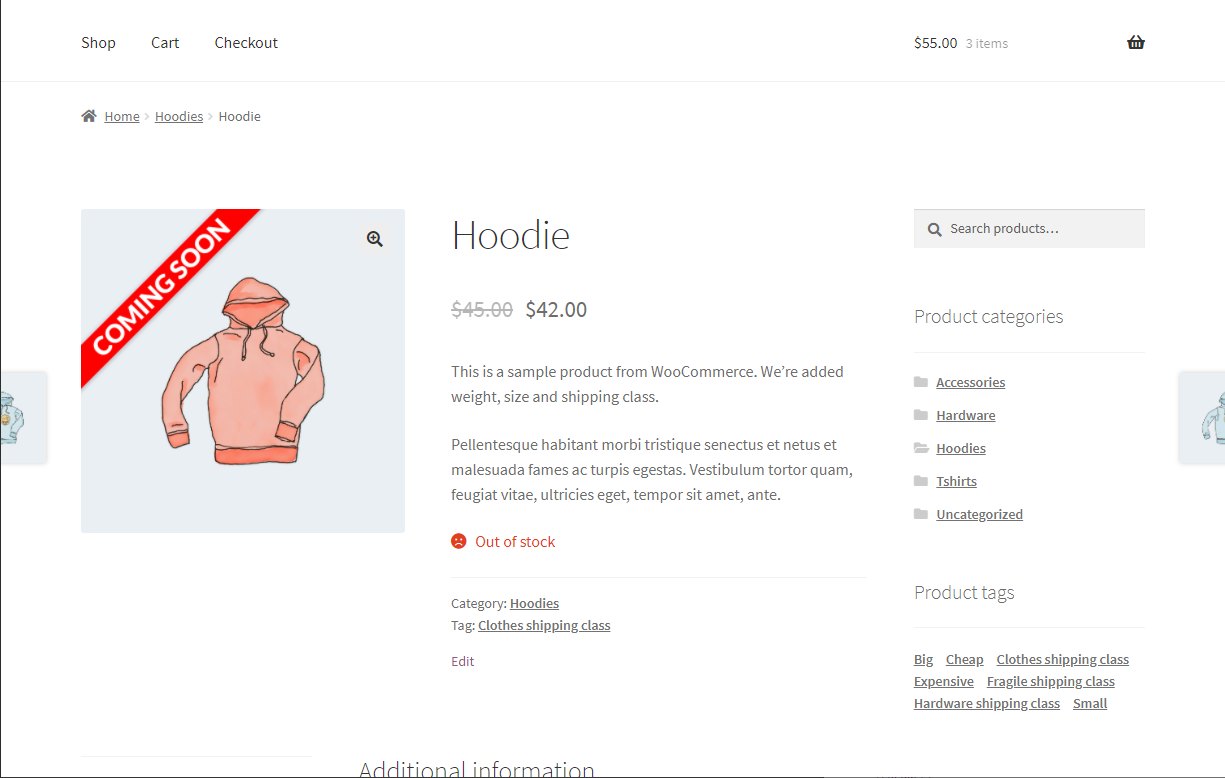 Shop Cart Checkout $55.00 3 items
Home Hoodies Hoodie
COMING SOON
Hoodie
$45.00 $42.00
This is a sample product from WooCommerce. We’re added
weight, size and shipping class.
Pellentesque habitant morbi tristique senectus et netus et
malesuada fames ac turpis egestas. Vestibulum tortor quam,
feugiat vitae, ultricies eget, tempor sit amet, ante.
Out of stock
Category: Hoodies
Tag: Clothes shipping class
Edit
Search products…
Product categories
Accessories
Hardware
Hoodies
Tshirts
Uncategorized
Product tags
Big Cheap Clothes shipping class
Expensive Fragile shipping class
Hardware shipping class Small
Additional information